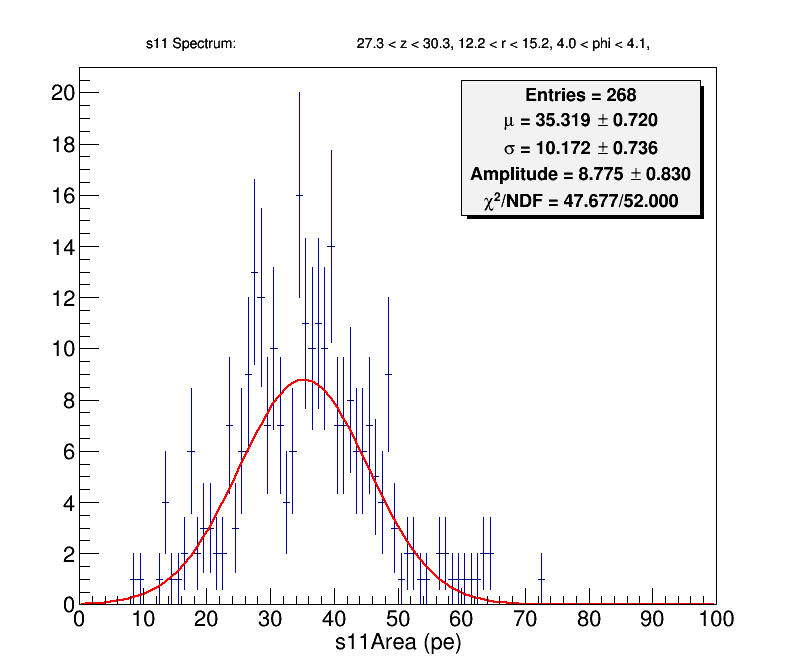 s11 Spectrum: 27.3 < z < 30.3, 12.2 < r < 15.2, 4.0 < phi < 4.1,
Entries = 268
μ = 35.319 ± 0.720
σ = 10.172 ± 0.736
Amplitude = 8.775 ± 0.830
χ²/NDF = 47.677/52.000
20
18
16
14
12
10
8
6
4
2
0
0 10 20 30 40 50 60 70 80 90 100
s11Area (pe)